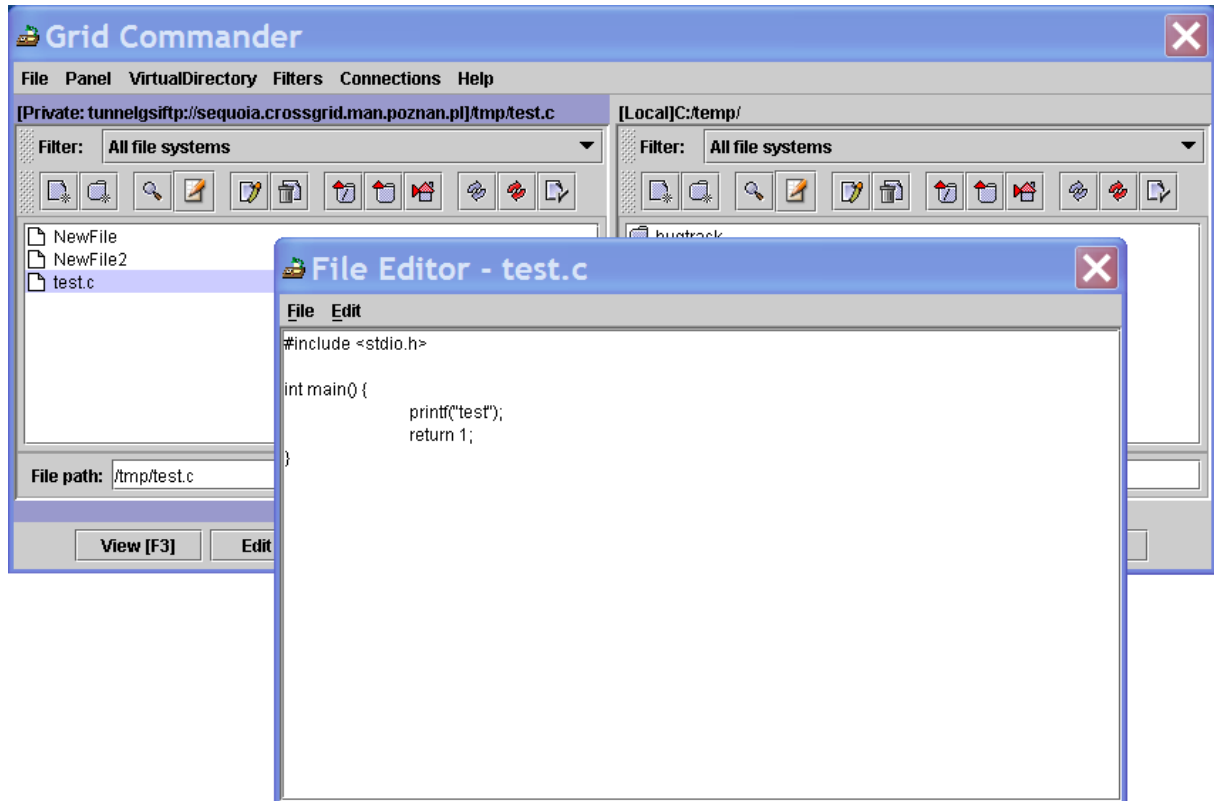 Grid Commander
File Panel VirtualDirectory Filters Connections Help
[Private: tunnelgsiftp://sequoia.crossgrid.man.poznan.pl]/tmp/test.c
[Local]C:/temp/
Filter: All file systems
Filter: All file systems
NewFile
NewFile2
test.c
bugtrack
File path: /tmp/test.c
View [F3] Edit
File Editor - test.c
File Edit
#include <stdio.h>
int main() {
printf("test");
return 1;
}